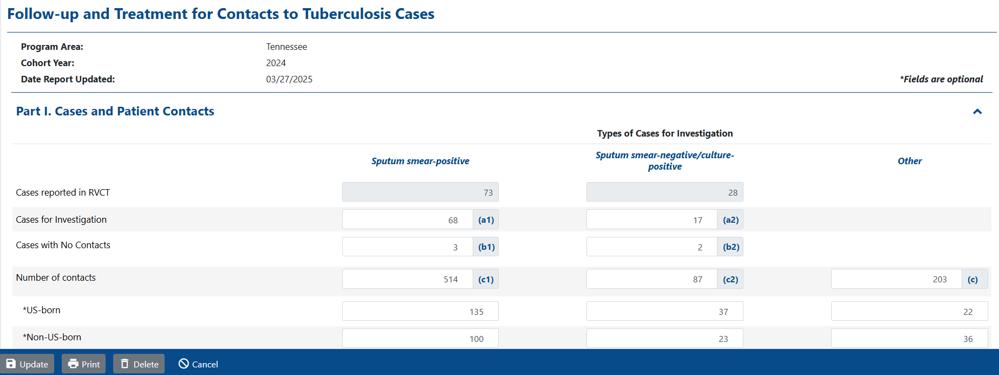 Follow-up and Treatment for Contacts to Tuberculosis Cases
Program Area: Tennessee
Cohort Year: 2024
Date Report Updated: 03/27/2025 *Fields are optional
Part I. Cases and Patient Contacts
Types of Cases for Investigation
Sputum smear-positive Sputum smear-negative/culture-
positive Other
Cases reported in RVCT 73 28
Cases for Investigation 68 (a1) 17 (a2)
Cases with No Contacts 3 (b1) 2 (b2)
Number of contacts 514 (c1) 87 (c2) 203 (c)
*US-born 135 37 22
*Non-US-born 100 23 36
Update Print Delete Cancel